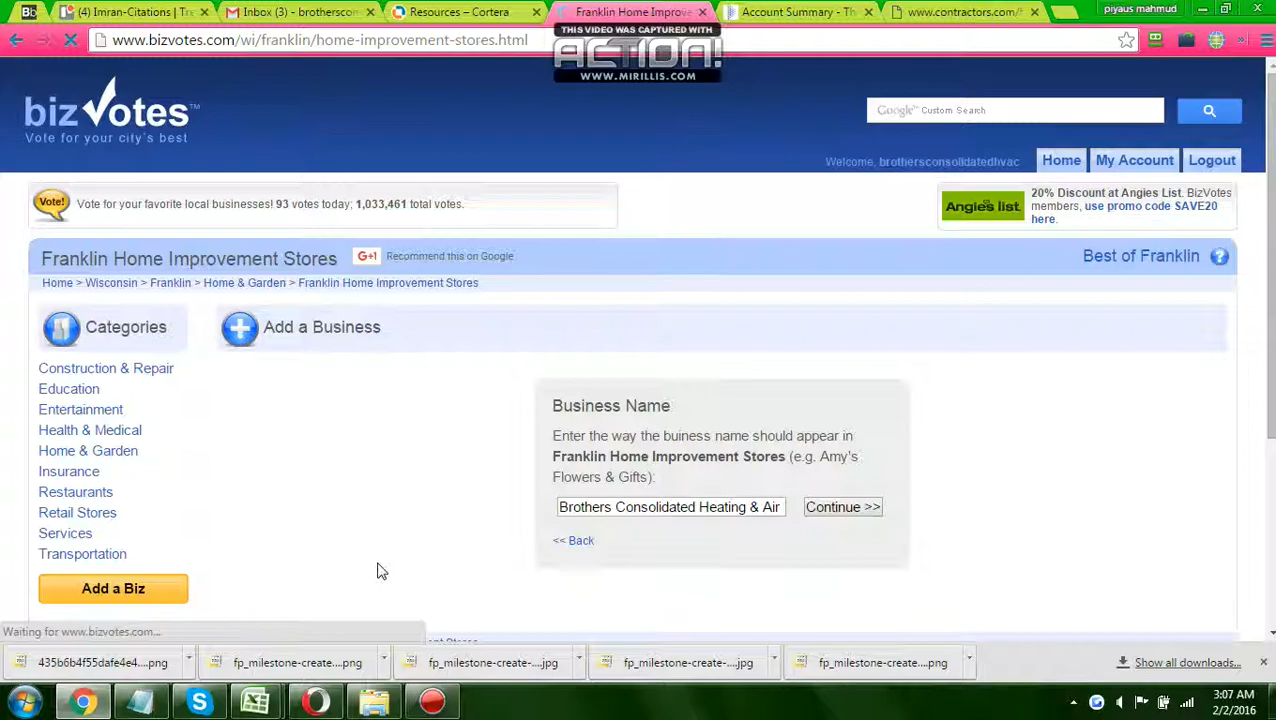 (4) Imran-Citations | Tre
Inbox (3) - brotherscon
Resources – Cortera
Franklin Home Improve
Account Summary - Th
www.contractors.com/
piyaus mahmud
www.bizvotes.com/wi/franklin/home-improvement-stores.html
THIS VIDEO WAS CAPTURED WITH
ACTION!
WWW.MIRILLIS.COM
bizVotes™
Vote for your city's best
Google™ Custom Search
Welcome, brothersconsolidatedhvac
Home
My Account
Logout
Vote!
Vote for your favorite local businesses! 93 votes today; 1,033,461 total votes.
Angie's list
20% Discount at Angies List. BizVotes
members, use promo code SAVE20
here.
Franklin Home Improvement Stores
G+1
Recommend this on Google
Best of Franklin
?
Home > Wisconsin > Franklin > Home & Garden > Franklin Home Improvement Stores
Categories
Add a Business
Construction & Repair
Education
Entertainment
Health & Medical
Home & Garden
Insurance
Restaurants
Retail Stores
Services
Transportation
Add a Biz
Business Name
Enter the way the buiness name should appear in
Franklin Home Improvement Stores (e.g. Amy's
Flowers & Gifts):
Brothers Consolidated Heating & Air
Continue >>
<< Back
Waiting for www.bizvotes.com...
435b6b4f55dafe4e4....png
fp_milestone-create....png
fp_milestone-create-....jpg
fp_milestone-create-....jpg
fp_milestone-create....png
Show all downloads...
3:07 AM
2/2/2016